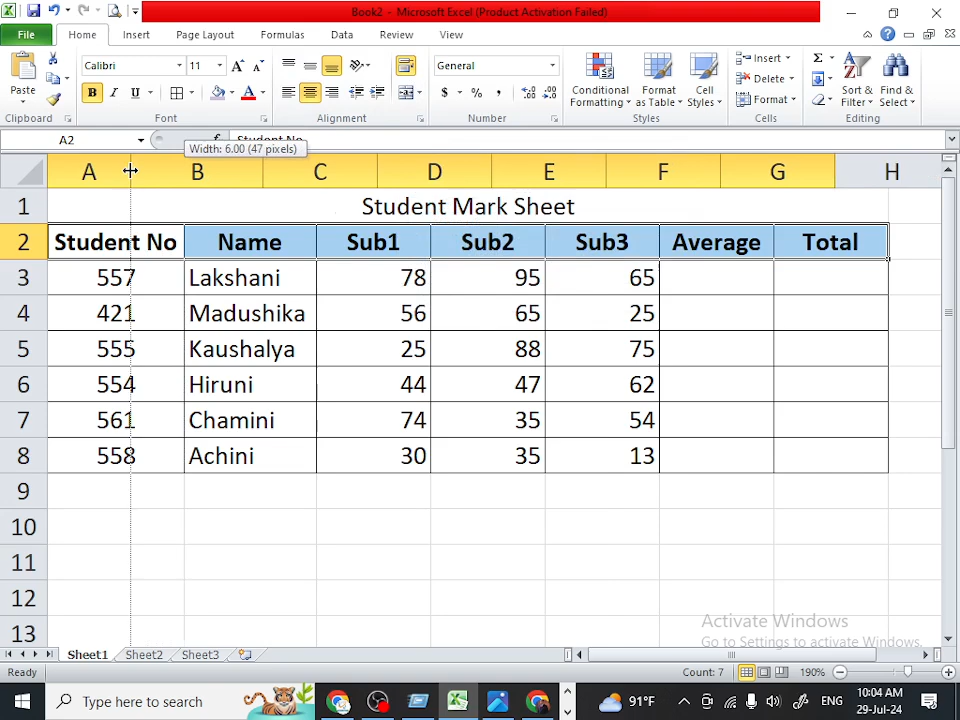 Book2 - Microsoft Excel (Product Activation Failed)
File Home Insert Page Layout Formulas Data Review View
Paste
Calibri 11
B I U
General
$ % ,
Conditional Formatting
Format as Table
Cell Styles
Insert
Delete
Format
Sort & Filter
Find & Select
Clipboard Font Alignment Number Styles Cells Editing
A2 Student No
Width: 6.00 (47 pixels)
A B C D E F G H
1 Student Mark Sheet
2 Student No Name Sub1 Sub2 Sub3 Average Total
3 557 Lakshani 78 95 65
4 421 Madushika 56 65 25
5 555 Kaushalya 25 88 75
6 554 Hiruni 44 47 62
7 561 Chamini 74 35 54
8 558 Achini 30 35 13
9
10
11
12
13
Activate Windows
Go to Settings to activate Windows.
Sheet1 Sheet2 Sheet3
Ready Count: 7 190%
Type here to search
91°F
ENG
10:04 AM
29-Jul-24